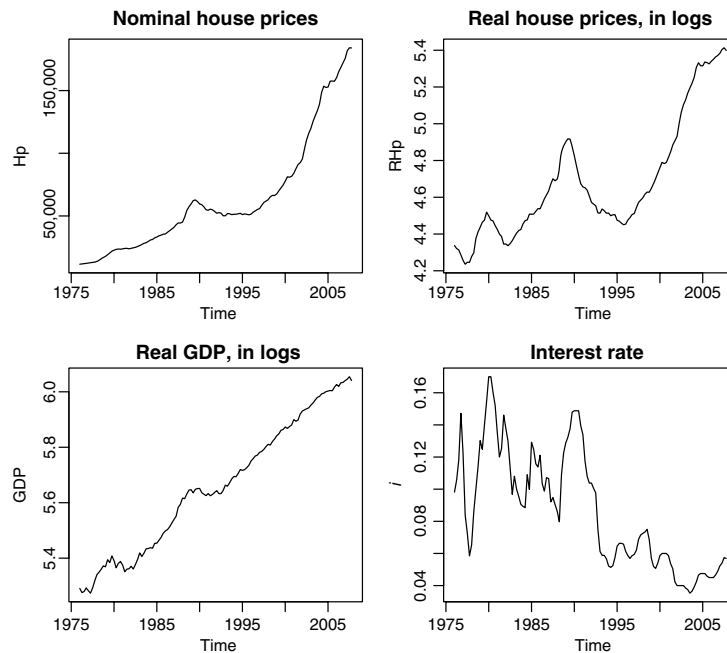 Nominal house prices
Hp
150,000
50,000
1975 1985 1995 2005
Time
Real house prices, in logs
RHp
5.4
5.2
5.0
4.8
4.6
4.4
4.2
1975 1985 1995 2005
Time
Real GDP, in logs
GDP
6.0
5.8
5.6
5.4
1975 1985 1995 2005
Time
Interest rate
i
0.16
0.12
0.08
0.04
1975 1985 1995 2005
Time